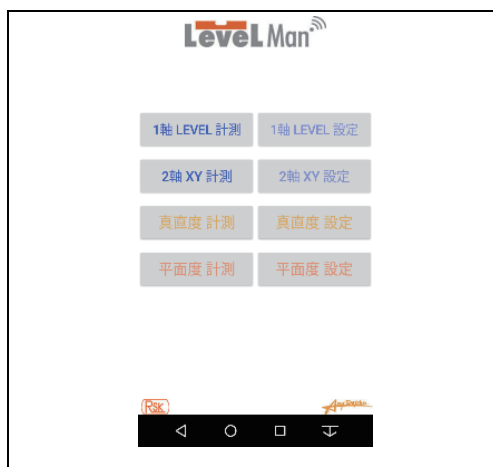 LeveL Man
1軸 LEVEL 計測 1軸 LEVEL 設定
2軸 XY 計測 2軸 XY 設定
真直度 計測 真直度 設定
平面度 計測 平面度 設定
RSK